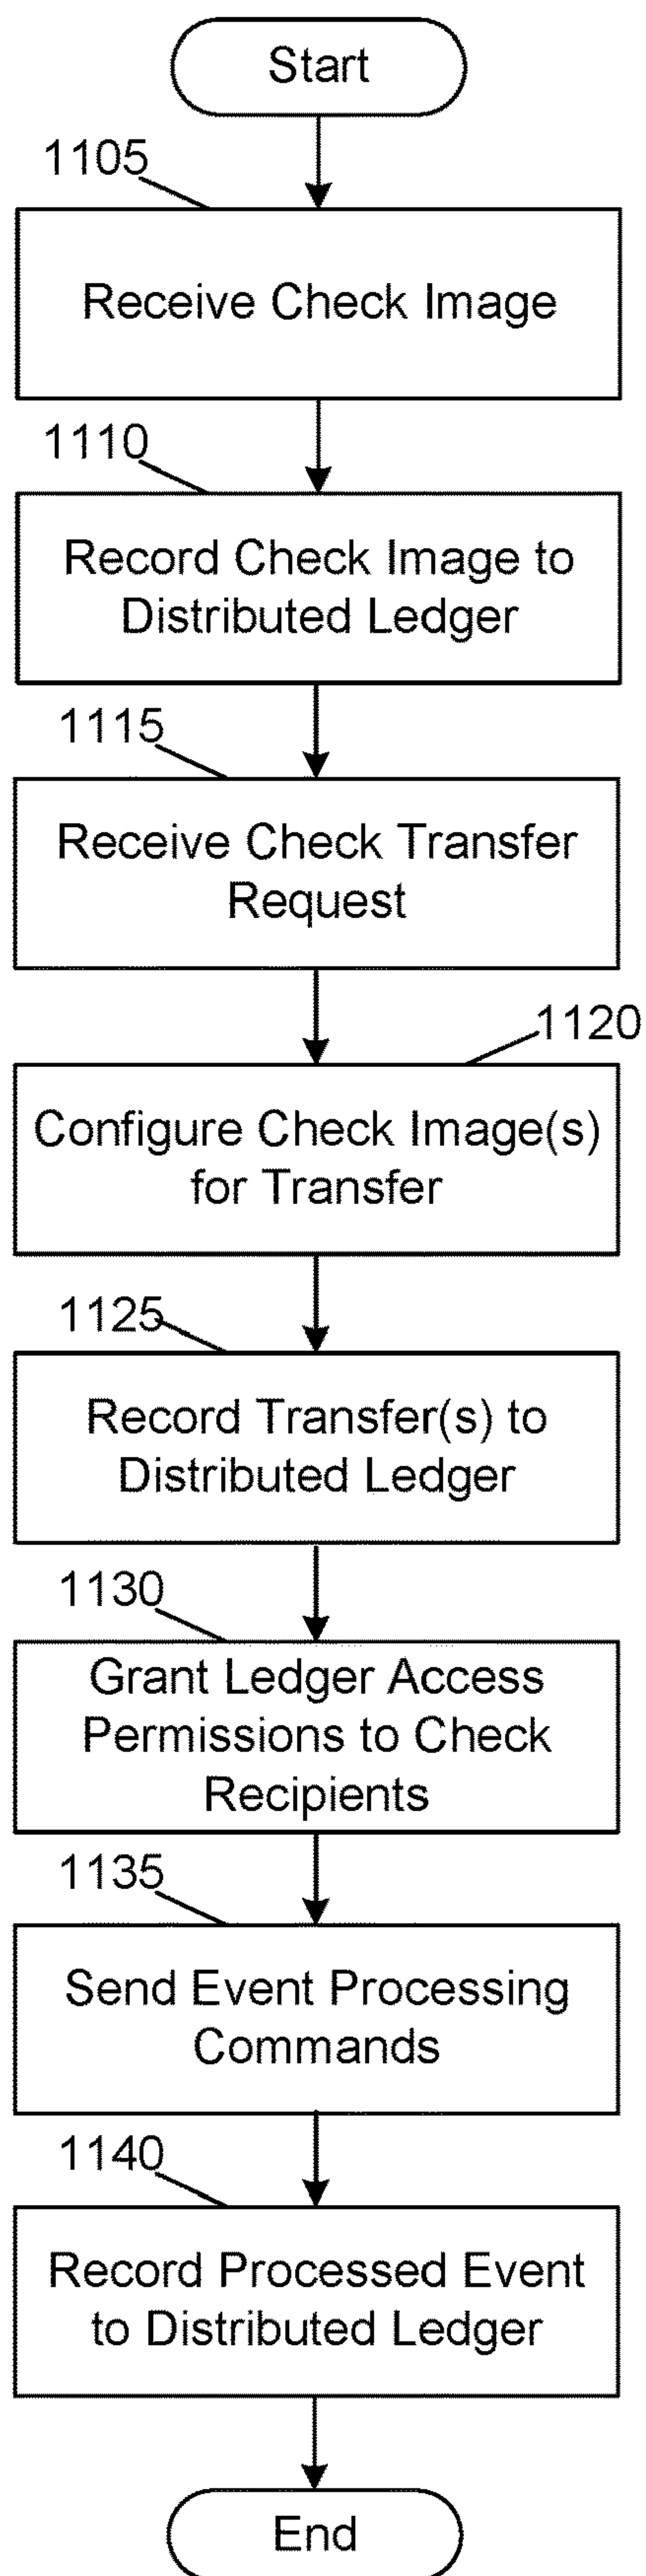 Start
1105
Receive Check Image
1110
Record Check Image to
Distributed Ledger
1115
Receive Check Transfer
Request
1120
Configure Check Image(s)
for Transfer
1125
Record Transfer(s) to
Distributed Ledger
1130
Grant Ledger Access
Permissions to Check
Recipients
1135
Send Event Processing
Commands
1140
Record Processed Event
to Distributed Ledger
End